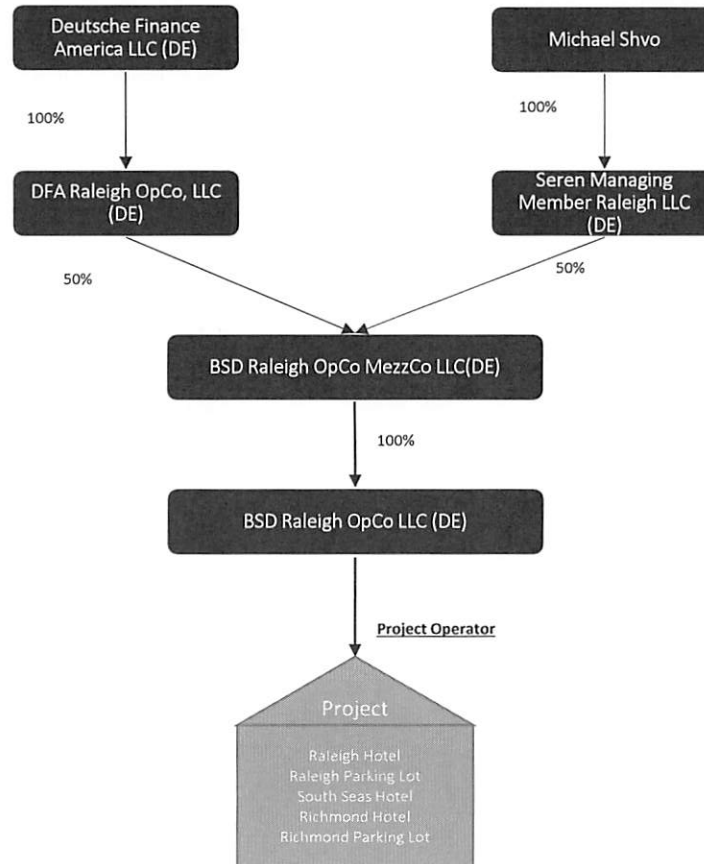 Deutsche Finance
America LLC (DE)
Michael Shvo
100%
100%
DFA Raleigh OpCo, LLC
(DE)
Seren Managing
Member Raleigh LLC
(DE)
50%
50%
BSD Raleigh OpCo MezzCo LLC(DE)
100%
BSD Raleigh OpCo LLC (DE)
Project Operator
Project
Raleigh Hotel
Raleigh Parking Lot
South Seas Hotel
Richmond Hotel
Richmond Parking Lot